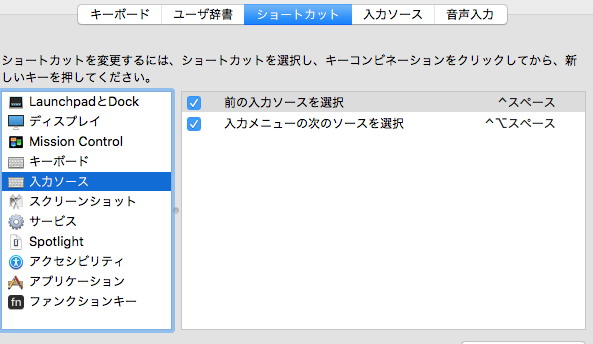 キーボード ユーザ辞書 ショートカット 入力ソース 音声入力
ショートカットを変更するには、ショートカットを選択し、キーコンビネーションをクリックしてから、新
しいキーを押してください。
LaunchpadとDock
ディスプレイ
Mission Control
キーボード
入力ソース
スクリーンショット
サービス
Spotlight
アクセシビリティ
アプリケーション
fn ファンクションキー
前の入力ソースを選択 ^スペース
入力メニューの次のソースを選択 ^⌥スペース